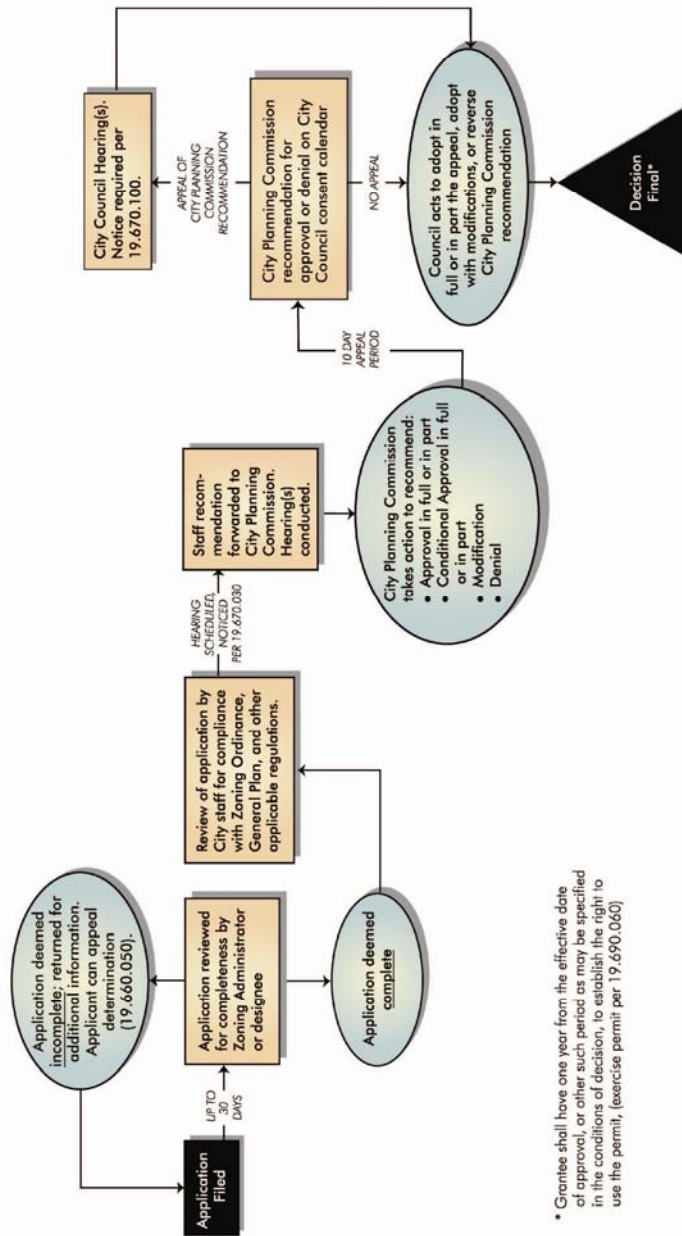 Application
Filed
UP TO
30
DAYS
Application deemed
incomplete; returned for
additional information.
Applicant can appeal
determination
(19.660.050).
Application reviewed
for completeness by
Zoning Administrator
or designee
Application deemed
complete
Review of application by
City staff for compliance
with Zoning Ordinance,
General Plan, and other
applicable regulations.
HEARING
SCHEDULED,
NOTICED
PER 19.670.030
Staff recom-
mendation
forwarded to
City Planning
Commission.
Hearing(s)
conducted.
City Planning Commission
takes action to recommend:
• Approval in full or in part
• Conditional Approval in full
or in part
• Modification
• Denial
10 DAY
APPEAL
PERIOD
City Council Hearing(s).
Notice required per
19.670.100.
APPEAL OF
CITY PLANNING
COMMISSION
RECOMMENDATION
City Planning Commission
recommendation for
approval or denial on City
Council consent calendar
NO APPEAL
Council acts to adopt in
full or in part the appeal, adopt
with modifications, or reverse
City Planning Commission
recommendation
Decision
Final*
* Grantee shall have one year from the effective date
of approval, or other such period as may be specified
in the conditions of decision, to establish the right to
use the permit, (exercise permit per 19.690.060)